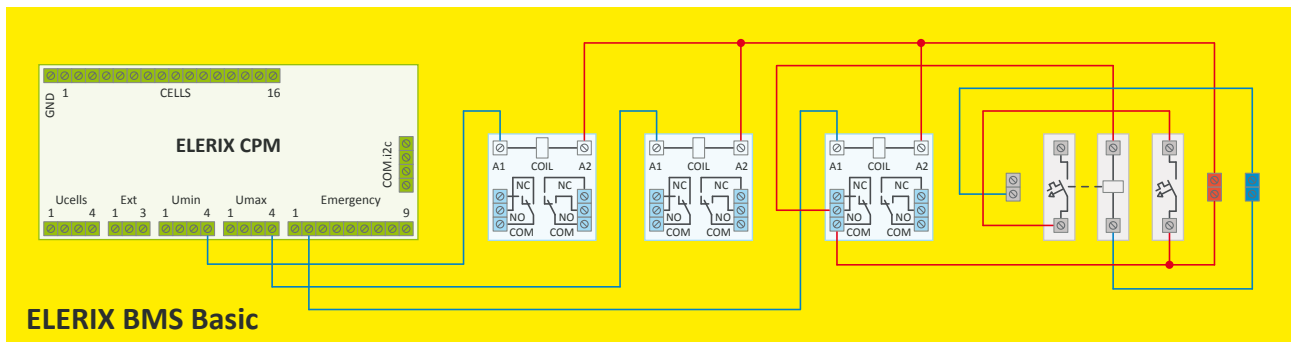 GND
1 CELLS 16
ELERIX CPM
COM.i2c
Ucells Ext Umin Umax Emergency
1 4 1 3 1 4 1 4 1 9
A1 COIL A2
NC NC
NO NO
COM COM
A1 COIL A2
NC NC
NO NO
COM COM
A1 COIL A2
NC NC
NO NO
COM COM
ELERIX BMS Basic